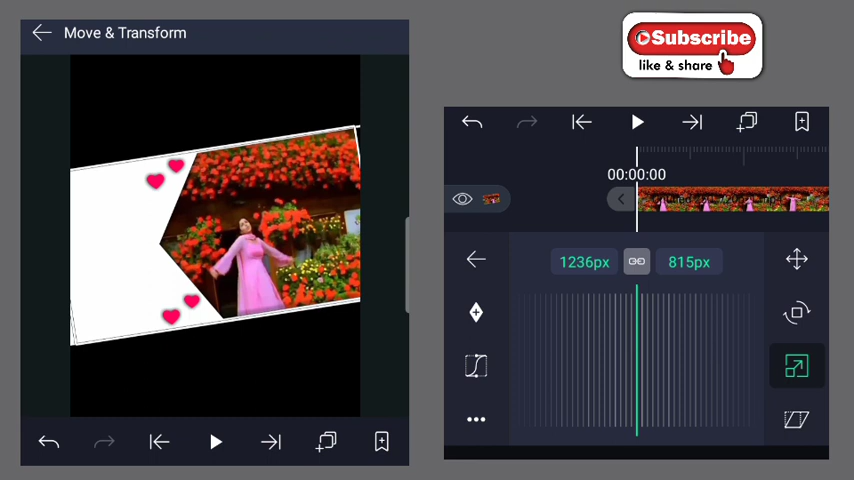 Move & Transform
Subscribe
like & share
00:00:00
1236px
815px